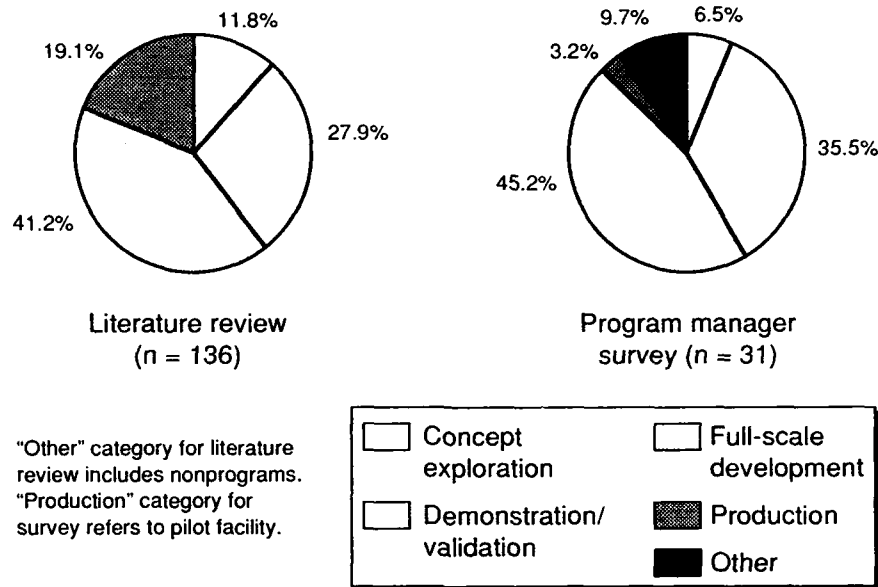 11.8%
19.1%
27.9%
41.2%
Literature review
(n = 136)
9.7%
6.5%
3.2%
35.5%
45.2%
Program manager
survey (n = 31)
"Other" category for literature
review includes nonprograms.
"Production" category for
survey refers to pilot facility.
Concept
exploration
Demonstration/
validation
Full-scale
development
Production
Other